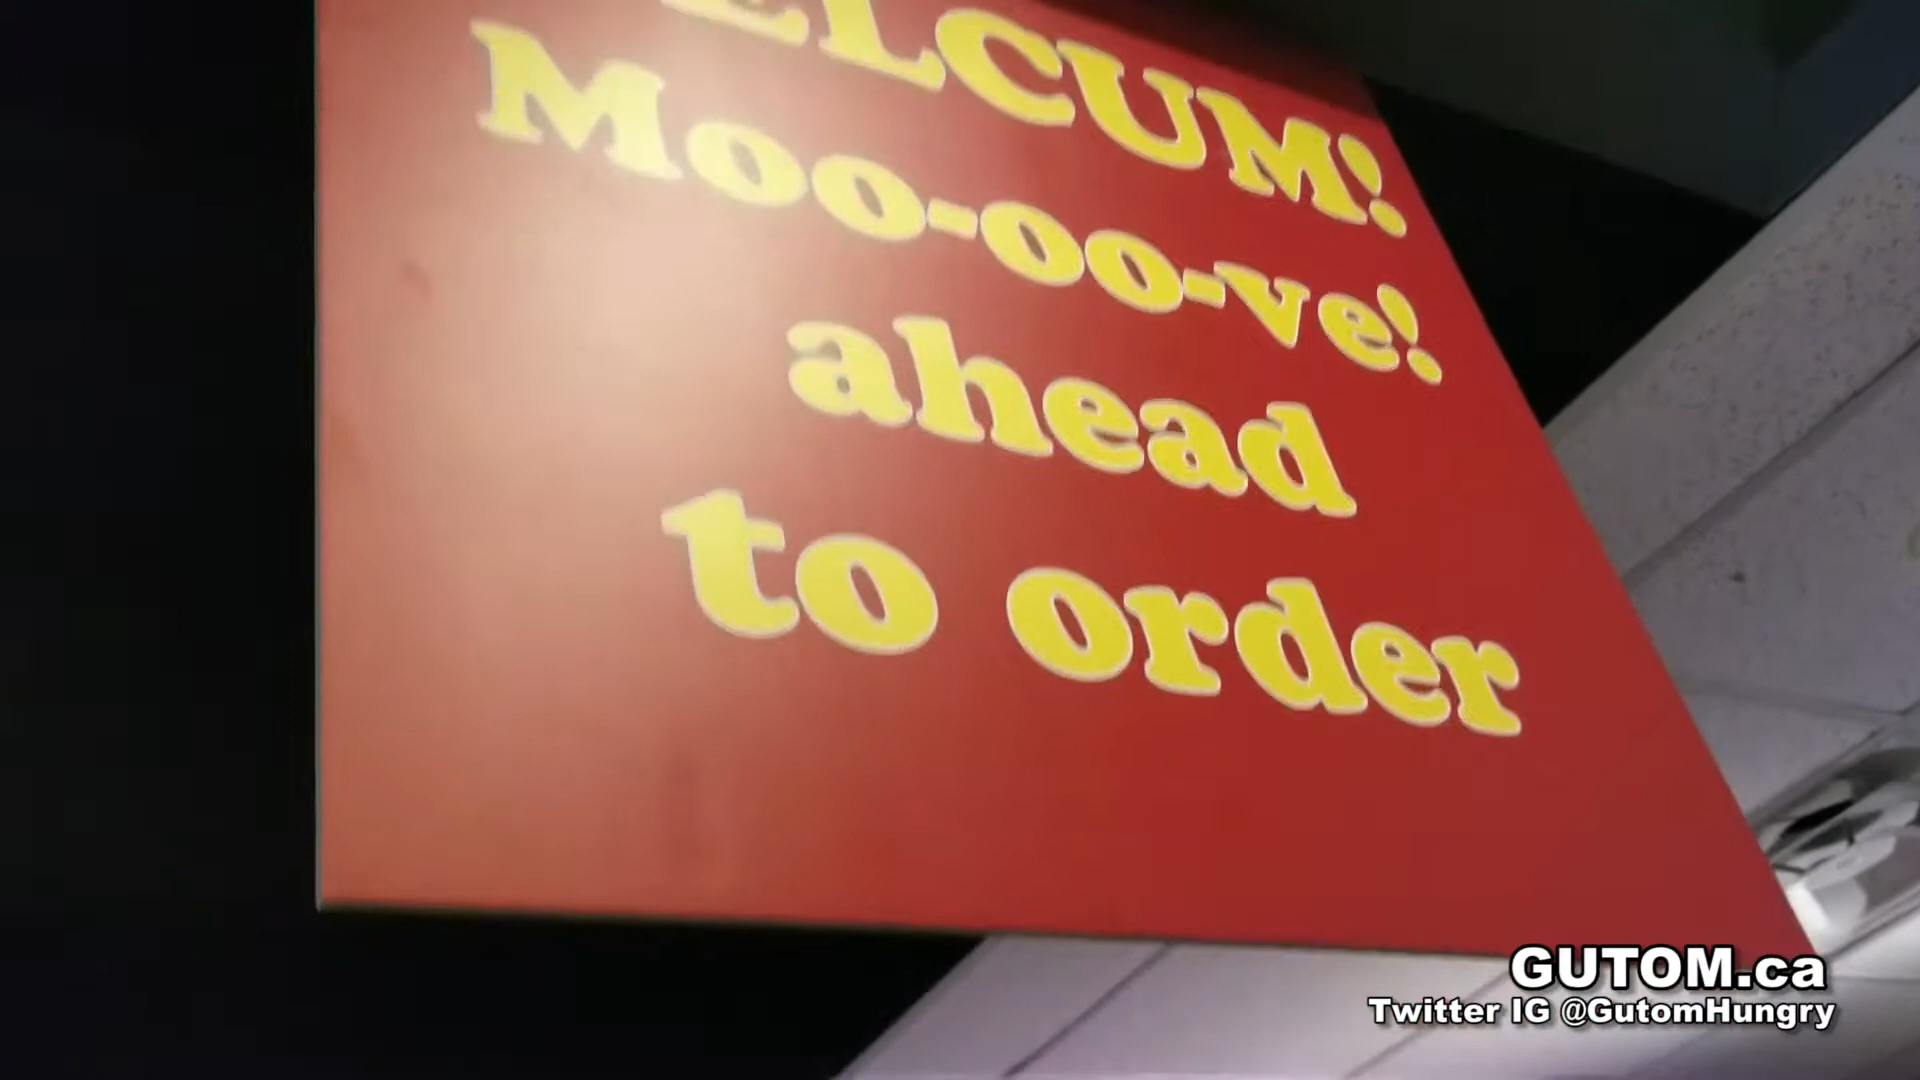 ELCUM!
Moo-oo-ve!
ahead
to order
GUTOM.ca
Twitter IG @GutomHungry